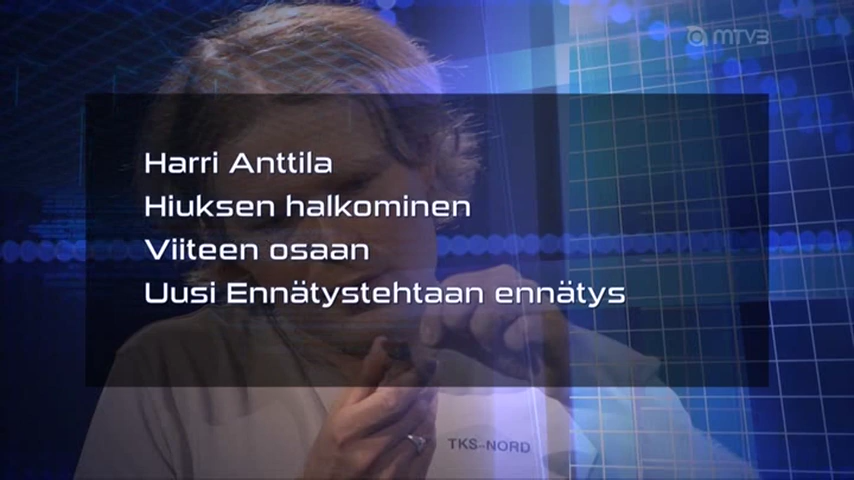 MTV3
Harri Anttila
Hiuksen halkominen
Viiteen osaan
Uusi Ennätystehtaan ennätys
TKS-NORD